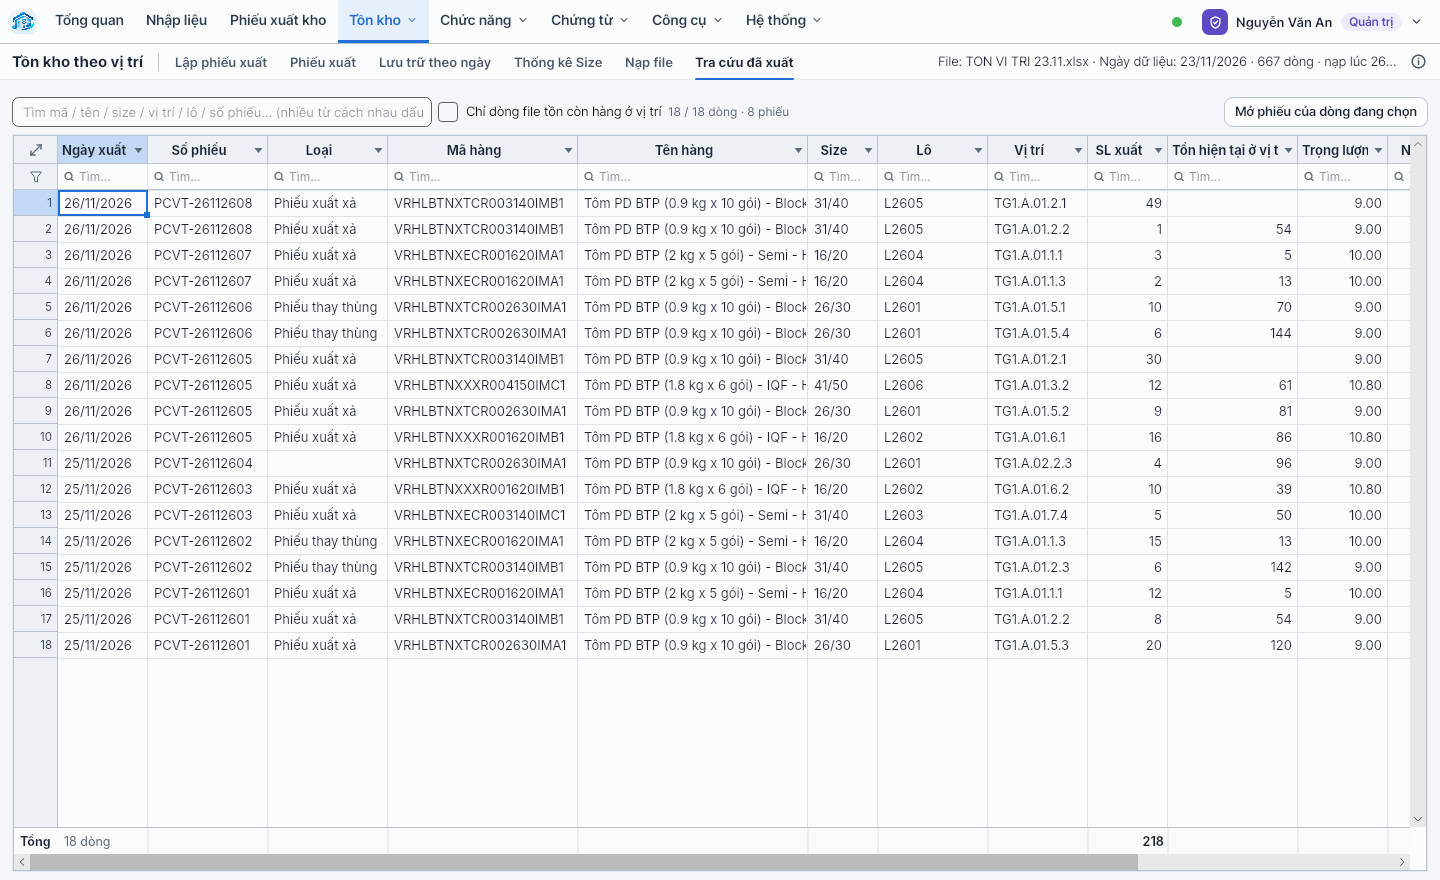 Tổng quan Nhập liệu Phiếu xuất kho Tồn kho Chức năng Chứng từ Công cụ Hệ thống Nguyễn Văn An Quản trị
Tồn kho theo vị trí Lập phiếu xuất Phiếu xuất Lưu trữ theo ngày Thống kê Size Nạp file Tra cứu đã xuất File: TON VI TRI 23.11.xlsx · Ngày dữ liệu: 23/11/2026 · 667 dòng · nạp lúc 26...
Tìm mã / tên / size / vị trí / lô / số phiếu... (nhiều từ cách nhau dấu Chỉ dòng file tồn còn hàng ở vị trí 18 / 18 dòng · 8 phiếu Mở phiếu của dòng đang chọn
Ngày xuất Số phiếu Loại Mã hàng Tên hàng Size Lô Vị trí SL xuất Tồn hiện tại ở vị t Trọng lượn N
Tìm... Tìm... Tìm... Tìm... Tìm... Tìm... Tìm... Tìm... Tìm... Tìm... Tìm...
1 26/11/2026 PCVT-26112608 Phiếu xuất xả VRHLBTNXTCR003140IMB1 Tôm PD BTP (0.9 kg x 10 gói) - Block 31/40 L2605 TG1.A.01.2.1 49 9.00
2 26/11/2026 PCVT-26112608 Phiếu xuất xả VRHLBTNXTCR003140IMB1 Tôm PD BTP (0.9 kg x 10 gói) - Block 31/40 L2605 TG1.A.01.2.2 1 54 9.00
3 26/11/2026 PCVT-26112607 Phiếu xuất xả VRHLBTNXECR001620IMA1 Tôm PD BTP (2 kg x 5 gói) - Semi - H 16/20 L2604 TG1.A.01.1.1 3 5 10.00
4 26/11/2026 PCVT-26112607 Phiếu xuất xả VRHLBTNXECR001620IMA1 Tôm PD BTP (2 kg x 5 gói) - Semi - H 16/20 L2604 TG1.A.01.1.3 2 13 10.00
5 26/11/2026 PCVT-26112606 Phiếu thay thùng VRHLBTNXTCR002630IMA1 Tôm PD BTP (0.9 kg x 10 gói) - Block 26/30 L2601 TG1.A.01.5.1 10 70 9.00
6 26/11/2026 PCVT-26112606 Phiếu thay thùng VRHLBTNXTCR002630IMA1 Tôm PD BTP (0.9 kg x 10 gói) - Block 26/30 L2601 TG1.A.01.5.4 6 144 9.00
7 26/11/2026 PCVT-26112605 Phiếu xuất xả VRHLBTNXTCR003140IMB1 Tôm PD BTP (0.9 kg x 10 gói) - Block 31/40 L2605 TG1.A.01.2.1 30 9.00
8 26/11/2026 PCVT-26112605 Phiếu xuất xả VRHLBTNXXXR004150IMC1 Tôm PD BTP (1.8 kg x 6 gói) - IQF - H 41/50 L2606 TG1.A.01.3.2 12 61 10.80
9 26/11/2026 PCVT-26112605 Phiếu xuất xả VRHLBTNXTCR002630IMA1 Tôm PD BTP (0.9 kg x 10 gói) - Block 26/30 L2601 TG1.A.01.5.2 9 81 9.00
10 26/11/2026 PCVT-26112605 Phiếu xuất xả VRHLBTNXXXR001620IMB1 Tôm PD BTP (1.8 kg x 6 gói) - IQF - H 16/20 L2602 TG1.A.01.6.1 16 86 10.80
11 25/11/2026 PCVT-26112604 VRHLBTNXTCR002630IMA1 Tôm PD BTP (0.9 kg x 10 gói) - Block 26/30 L2601 TG1.A.02.2.3 4 96 9.00
12 25/11/2026 PCVT-26112603 Phiếu xuất xả VRHLBTNXXXR001620IMB1 Tôm PD BTP (1.8 kg x 6 gói) - IQF - H 16/20 L2602 TG1.A.01.6.2 10 39 10.80
13 25/11/2026 PCVT-26112603 Phiếu xuất xả VRHLBTNXECR003140IMC1 Tôm PD BTP (2 kg x 5 gói) - Semi - H 31/40 L2603 TG1.A.01.7.4 5 50 10.00
14 25/11/2026 PCVT-26112602 Phiếu thay thùng VRHLBTNXECR001620IMA1 Tôm PD BTP (2 kg x 5 gói) - Semi - H 16/20 L2604 TG1.A.01.1.3 15 13 10.00
15 25/11/2026 PCVT-26112602 Phiếu thay thùng VRHLBTNXTCR003140IMB1 Tôm PD BTP (0.9 kg x 10 gói) - Block 31/40 L2605 TG1.A.01.2.3 6 142 9.00
16 25/11/2026 PCVT-26112601 Phiếu xuất xả VRHLBTNXECR001620IMA1 Tôm PD BTP (2 kg x 5 gói) - Semi - H 16/20 L2604 TG1.A.01.1.1 12 5 10.00
17 25/11/2026 PCVT-26112601 Phiếu xuất xả VRHLBTNXTCR003140IMB1 Tôm PD BTP (0.9 kg x 10 gói) - Block 31/40 L2605 TG1.A.01.2.2 8 54 9.00
18 25/11/2026 PCVT-26112601 Phiếu xuất xả VRHLBTNXTCR002630IMA1 Tôm PD BTP (0.9 kg x 10 gói) - Block 26/30 L2601 TG1.A.01.5.3 20 120 9.00
Tổng 18 dòng 218